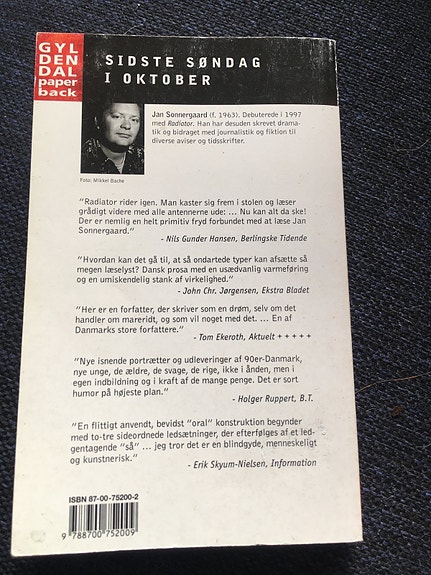 GYL
DEN
DAL
paper
back
SIDSTE SØNDAG
I OKTOBER
Jan Sonnergaard (f. 1963). Debuterede i 1997
med Radiator. Han har desuden skrevet drama-
tik og bidraget med journalistik og fiktion til
diverse aviser og tidsskrifter.
Foto: Mikkel Bache
"Radiator rider igen. Man kaster sig frem i stolen og læser
grådigt videre med alle antennerne ude: ... Nu kan alt da ske!
Der er nemlig en helt primitiv fryd forbundet med at læse Jan
Sonnergaard."
- Nils Gunder Hansen, Berlingske Tidende
"Hvordan kan det gå til, at så ondartede typer kan afsætte så
megen læselyst? Dansk prosa med en usædvanlig varmeføring
og en umiskendelig stank af virkelighed."
- John Chr. Jørgensen, Ekstra Bladet
"Her er en forfatter, der skriver som en drøm, selv om det
handler om mareridt, og som vil noget med det. ... En af
Danmarks store forfattere."
- Tom Ekeroth, Aktuelt + + + + +
"Nye isnende portrætter og udleveringer af 90er-Danmark,
nye unge, de ældre, de svage, de rige, ikke i ånden, men i
egen indbildning og i kraft af de mange penge. Det er sort
humor på højeste plan."
- Holger Ruppert, B.T.
"En flittigt anvendt, bevidst "oral" konstruktion begynder
med to-tre sideordnede ledsætninger, der efterfølges af et led-
gentagende "så" ... jeg tror det er en blindgyde, menneskeligt
og kunstnerisk."
- Erik Skyum-Nielsen, Information
ISBN 87-00-75200-2
9 788700 752009